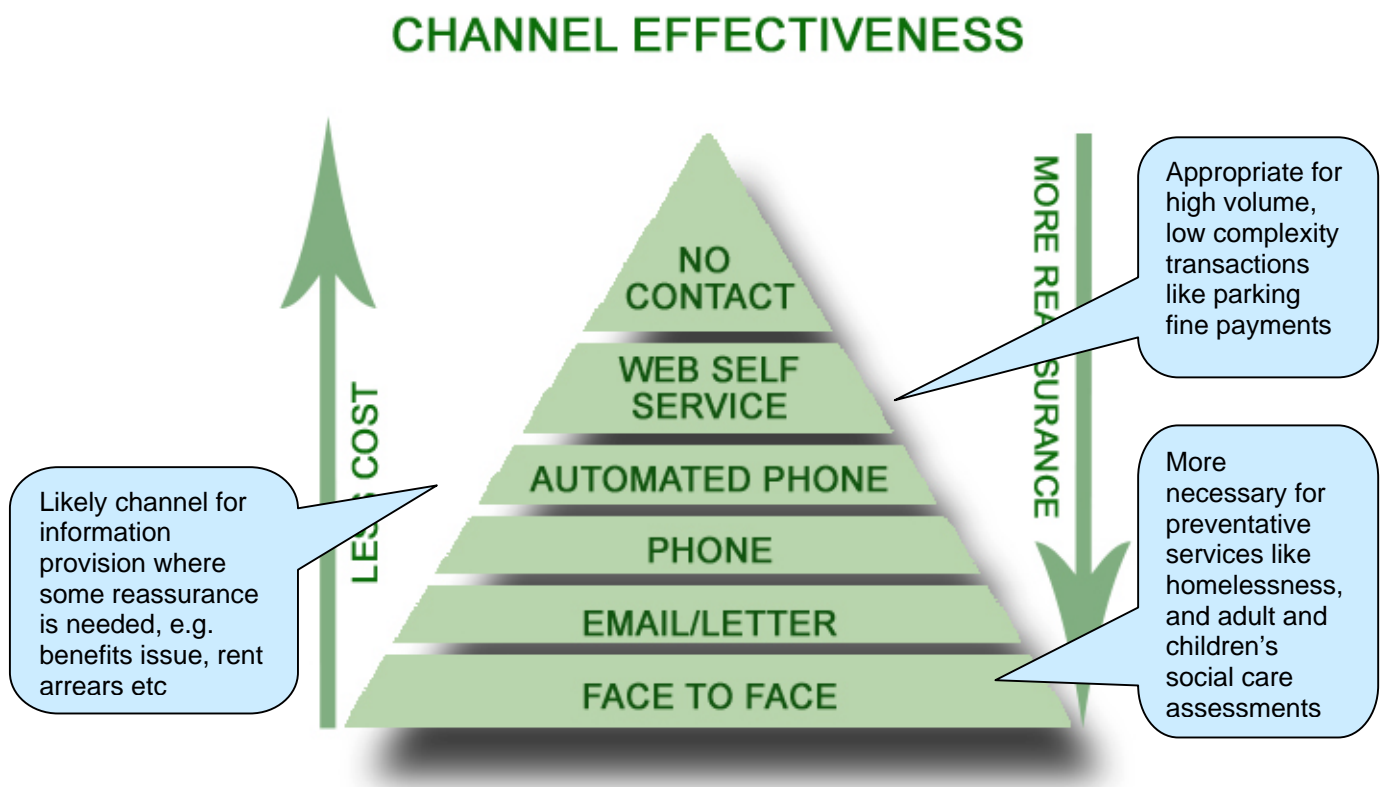 CHANNEL EFFECTIVENESS
NO
CONTACT
WEB SELF
SERVICE
AUTOMATED PHONE
PHONE
EMAIL/LETTER
FACE TO FACE
LESS COST
MORE REASSURANCE
Appropriate for
high volume,
low complexity
transactions
like parking
fine payments
Likely channel for
information
provision where
some reassurance
is needed, e.g.
benefits issue, rent
arrears etc
More
necessary for
preventative
services like
homelessness,
and adult and
children’s
social care
assessments